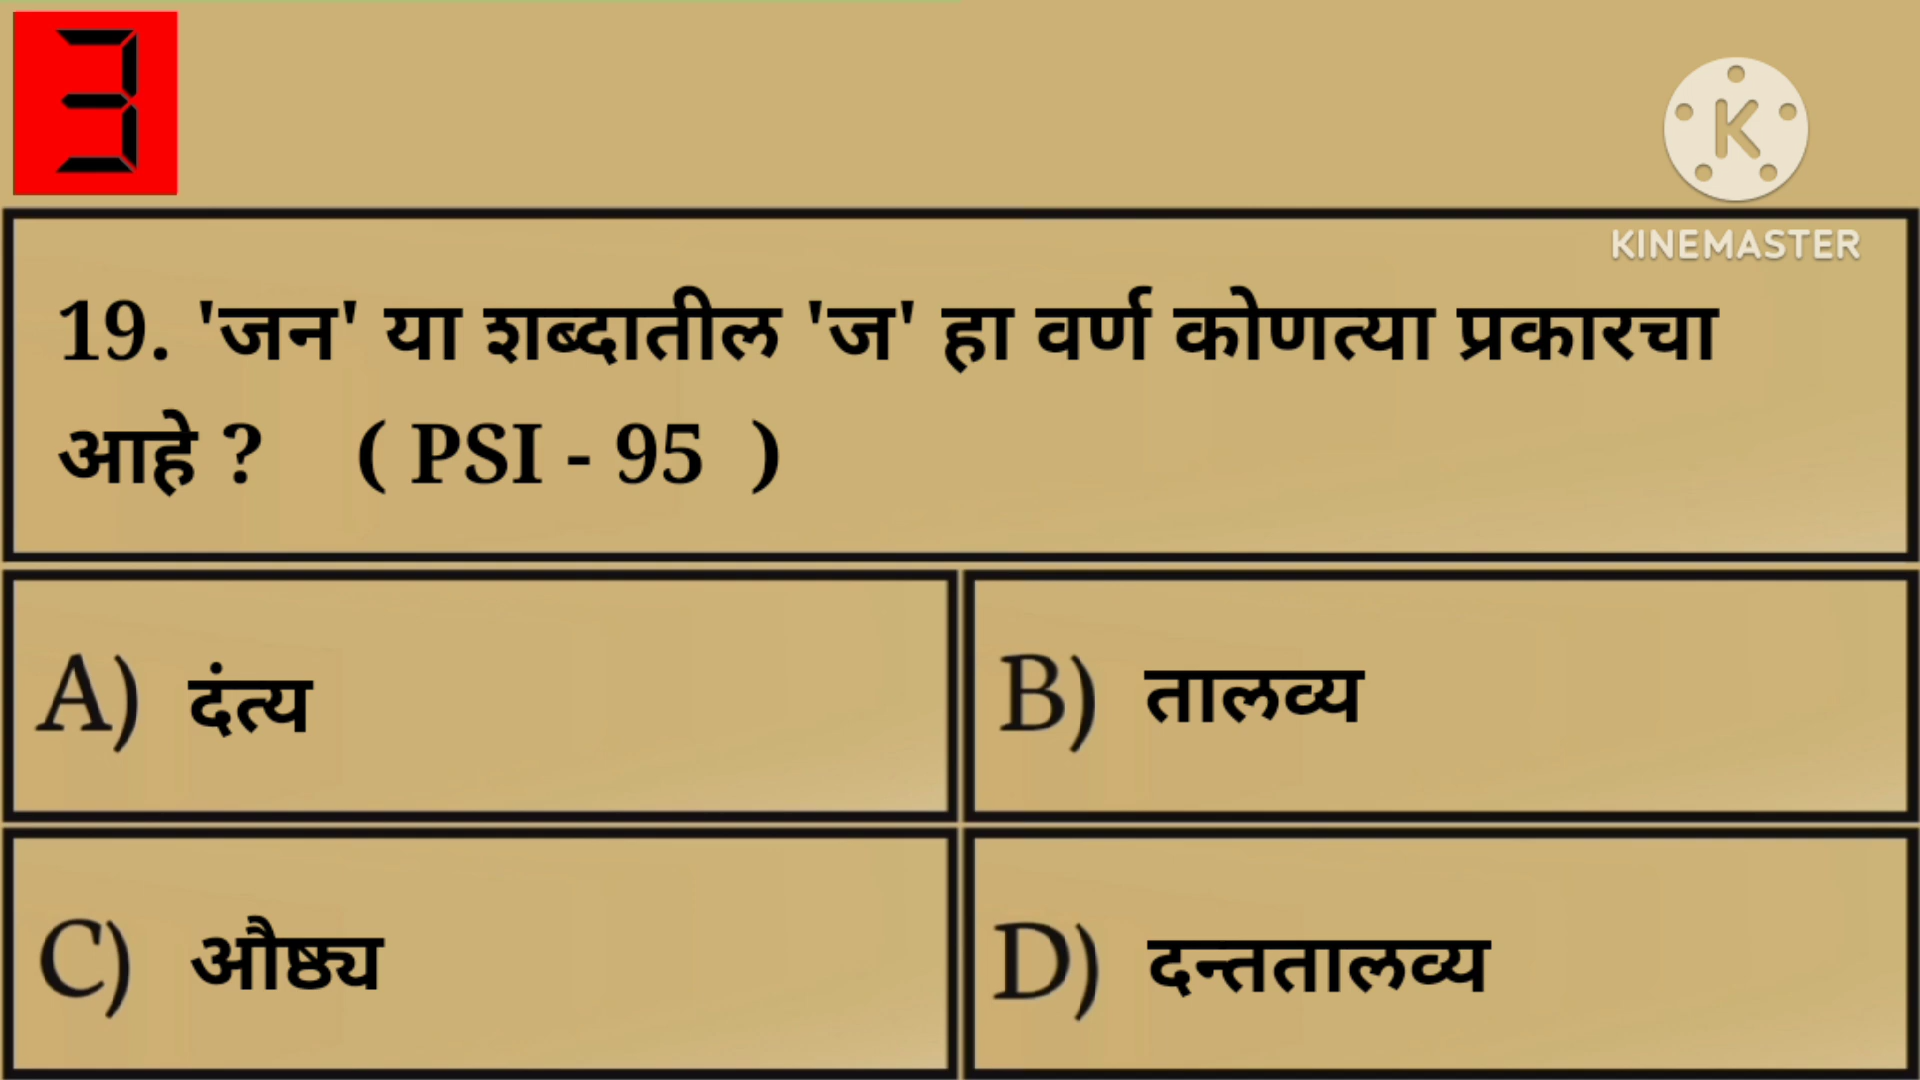 3
KINEMASTER
19. 'जन' या शब्दातील 'ज' हा वर्ण कोणत्या प्रकारचा
आहे ? ( PSI - 95 )
A) दंत्य
B) तालव्य
C) औष्ठ्य
D) दन्ततालव्य